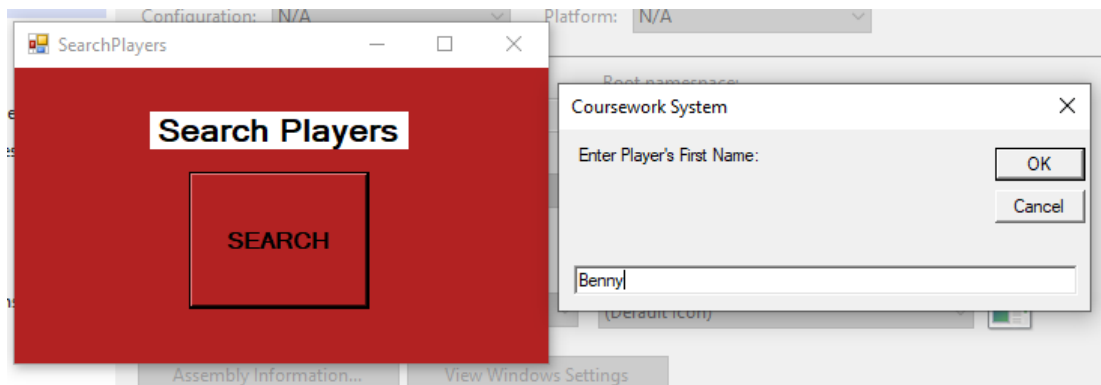 Configuration: N/A Platform: N/A
SearchPlayers
Root namespace:
Coursework System
Search Players
Enter Player's First Name:
OK
Cancel
SEARCH
Benny
(Default Icon)
Assembly Information... View Windows Settings